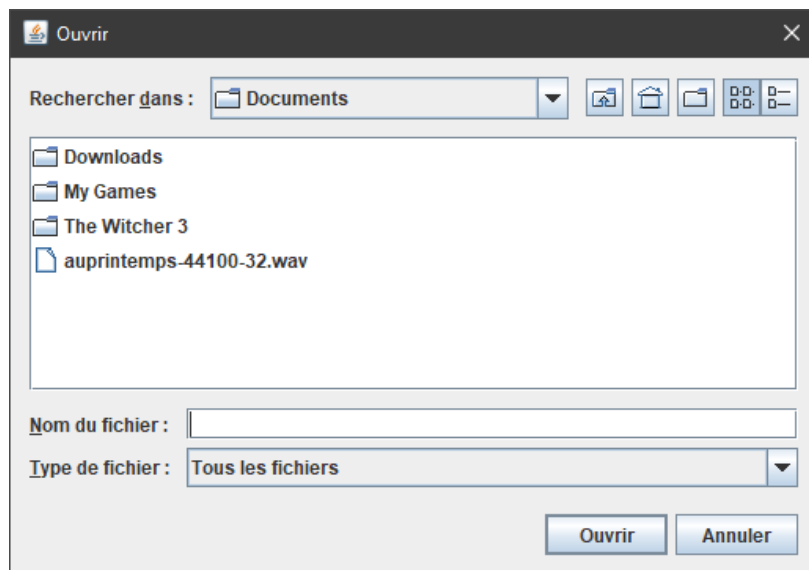 Ouvrir
Rechercher dans : Documents
Downloads
My Games
The Witcher 3
auprintemps-44100-32.wav
Nom du fichier :
Type de fichier : Tous les fichiers
Ouvrir Annuler